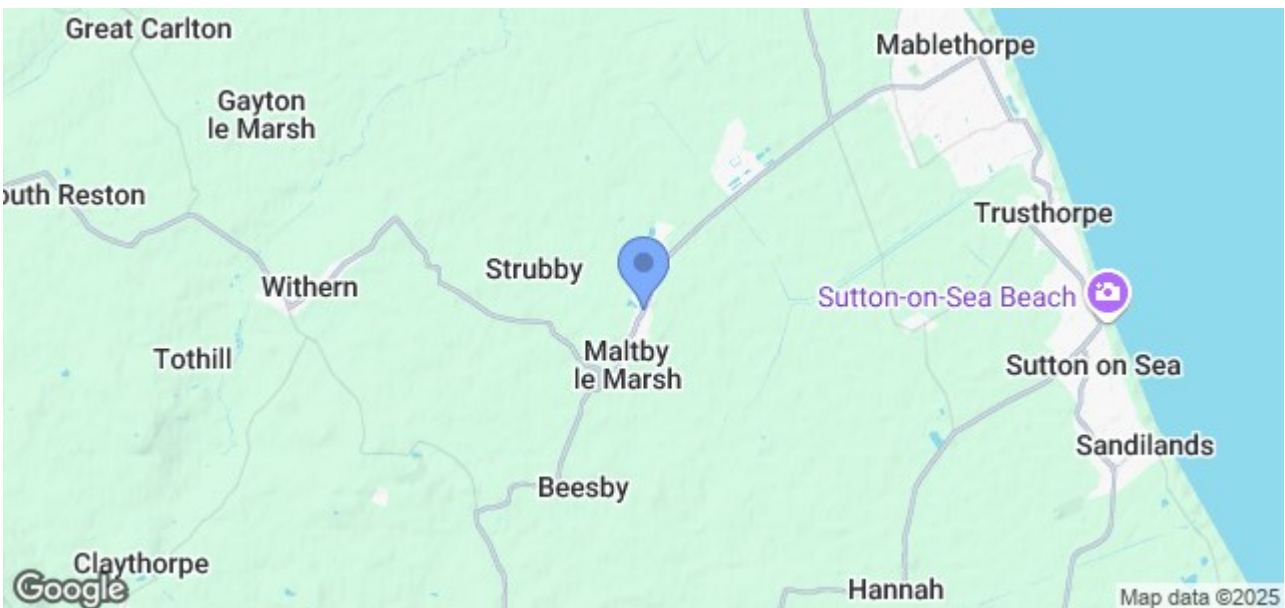 Great Carlton
Mablethorpe
Gayton
le Marsh
outh Reston
Trusthorpe
Strubby
Withern
Sutton-on-Sea Beach
Maltby
le Marsh
Tothill
Sutton on Sea
Sandilands
Beesby
Claythorpe
Hannah
Google
Map data ©2025